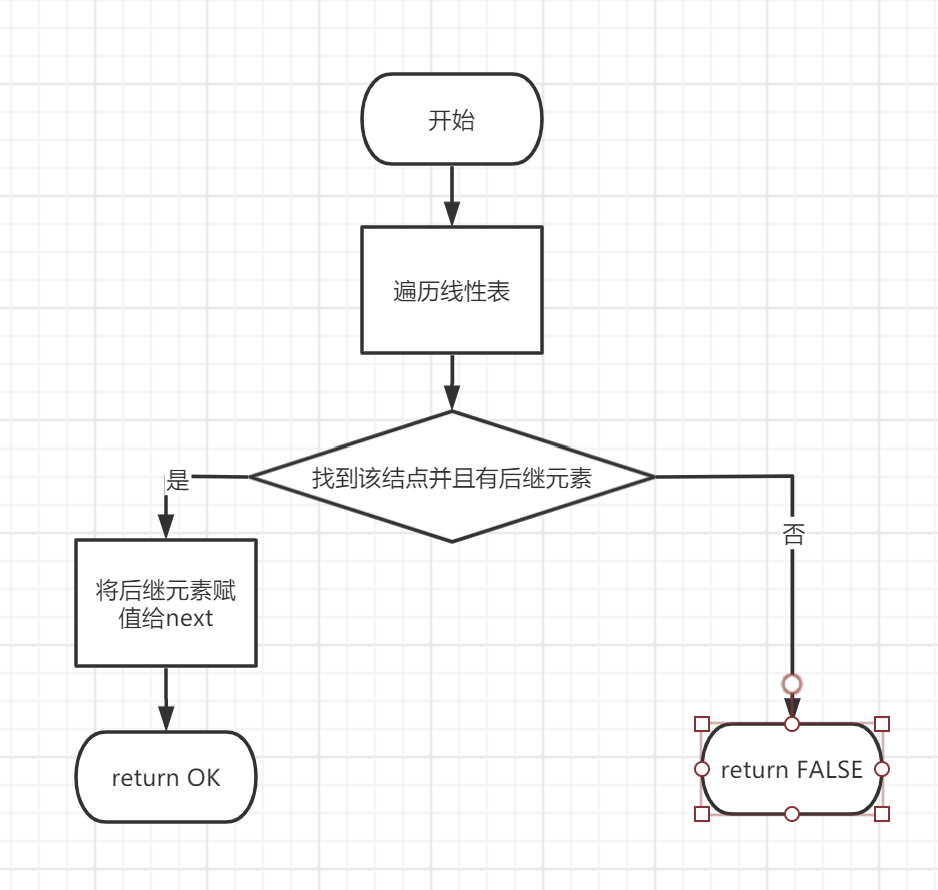 开始
遍历线性表
找到该结点并且有后继元素
是
否
将后继元素赋
值给next
return OK
return FALSE